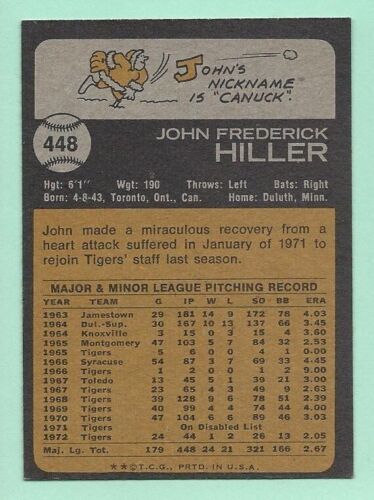 JOHN'S
NICKNAME
IS "CANUCK".
448
JOHN FREDERICK
HILLER
Hgt: 6'1" Wgt: 190 Throws: Left Bats: Right
Born: 4-8-43, Toronto, Ont., Can. Home: Duluth, Minn.
John made a miraculous recovery from
a heart attack suffered in January of 1971 to
rejoin Tigers' staff last season.
MAJOR & MINOR LEAGUE PITCHING RECORD
YEAR TEAM G IP W L SO BB ERA
1963 Jamestown 29 181 14 9 172 78 4.03
1964 Dul.-Sup. 30 167 10 13 137 66 3.45
1964 Knoxville 3 15 0 0 15 3 3.60
1965 Montgomery 47 103 5 7 84 32 2.53
1965 Tigers 5 6 0 0 4 1 0.00
1966 Syracuse 54 87 3 7 69 33 4.45
1966 Tigers 1 2 0 0 1 2 9.00
1967 Toledo 13 45 5 1 39 21 3.00
1967 Tigers 23 65 4 3 49 9 2.63
1968 Tigers 39 128 9 6 78 51 2.39
1969 Tigers 40 99 4 4 74 44 3.99
1970 Tigers 47 104 6 6 89 46 3.03
1971 Tigers On Disabled List
1972 Tigers 24 44 1 2 26 13 2.05
Maj. Lg. Tot. 179 448 24 21 321 166 2.67
**©T.C.G., PRTD. IN U.S.A.